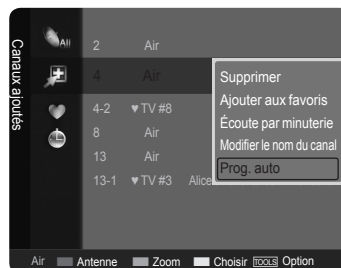 Canaux ajoutés
All
2 Air
4 Air
4-2 ♥ TV #8
8 Air
13 Air
13-1 ♥ TV #3 Alice
Supprimer
Ajouter aux favoris
Écoute par minuterie
Modifier le nom du canal
Prog. auto
Air Antenne Zoom Choisir TOOLS Option